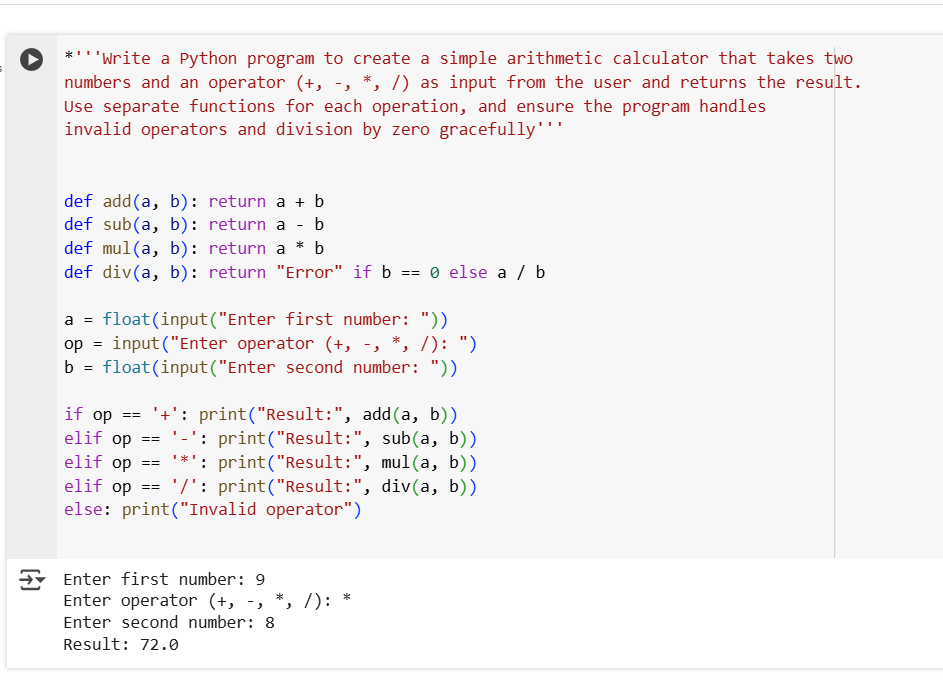 *'''Write a Python program to create a simple arithmetic calculator that takes two
numbers and an operator (+, -, *, /) as input from the user and returns the result.
Use separate functions for each operation, and ensure the program handles
invalid operators and division by zero gracefully'''
def add(a, b): return a + b
def sub(a, b): return a - b
def mul(a, b): return a * b
def div(a, b): return "Error" if b == 0 else a / b
a = float(input("Enter first number: "))
op = input("Enter operator (+, -, *, /): ")
b = float(input("Enter second number: "))
if op == '+': print("Result:", add(a, b))
elif op == '-': print("Result:", sub(a, b))
elif op == '*': print("Result:", mul(a, b))
elif op == '/': print("Result:", div(a, b))
else: print("Invalid operator")
Enter first number: 9
Enter operator (+, -, *, /): *
Enter second number: 8
Result: 72.0